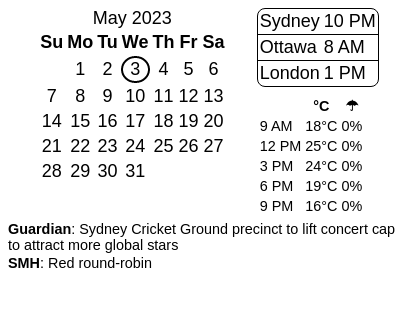 May 2023
Su Mo Tu We Th Fr Sa
1 2 3 4 5 6
7 8 9 10 11 12 13
14 15 16 17 18 19 20
21 22 23 24 25 26 27
28 29 30 31
Sydney 10 PM
Ottawa 8 AM
London 1 PM
°C ☂
9 AM 18°C 0%
12 PM 25°C 0%
3 PM 24°C 0%
6 PM 19°C 0%
9 PM 16°C 0%
Guardian: Sydney Cricket Ground precinct to lift concert cap
to attract more global stars
SMH: Red round-robin